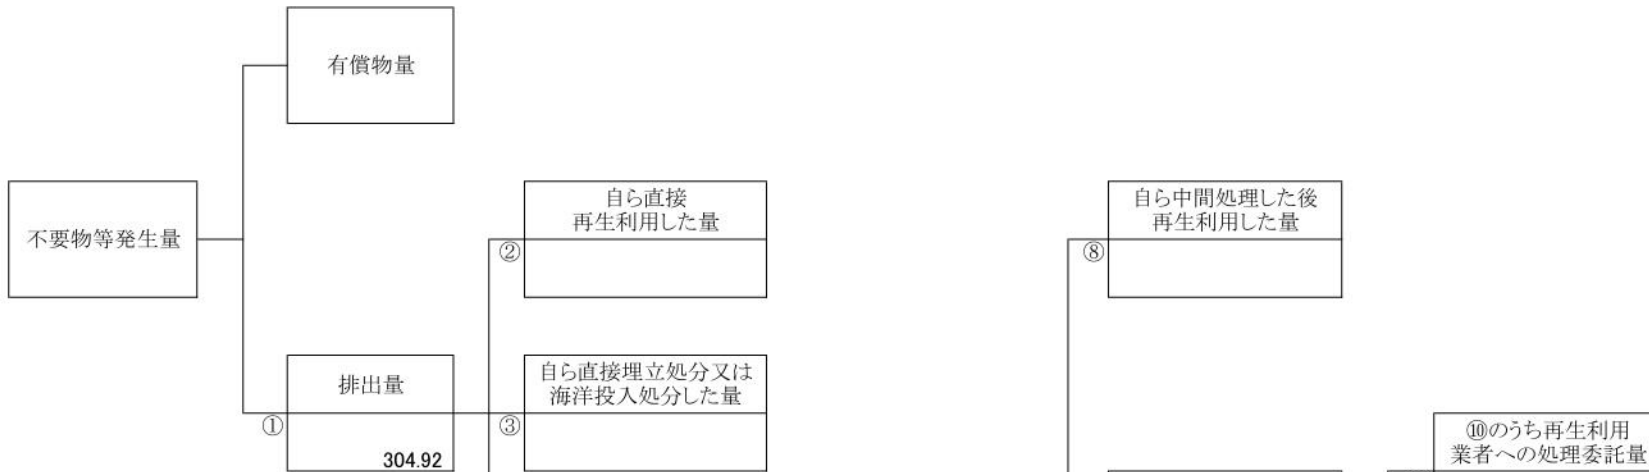 有償物量
不要物等発生量
自ら直接
再生利用した量
②
自ら中間処理した後
再生利用した量
⑧
排出量
①
304.92
自ら直接埋立処分又は
海洋投入処分した量
③
⑩のうち再生利用
業者への処理委託量